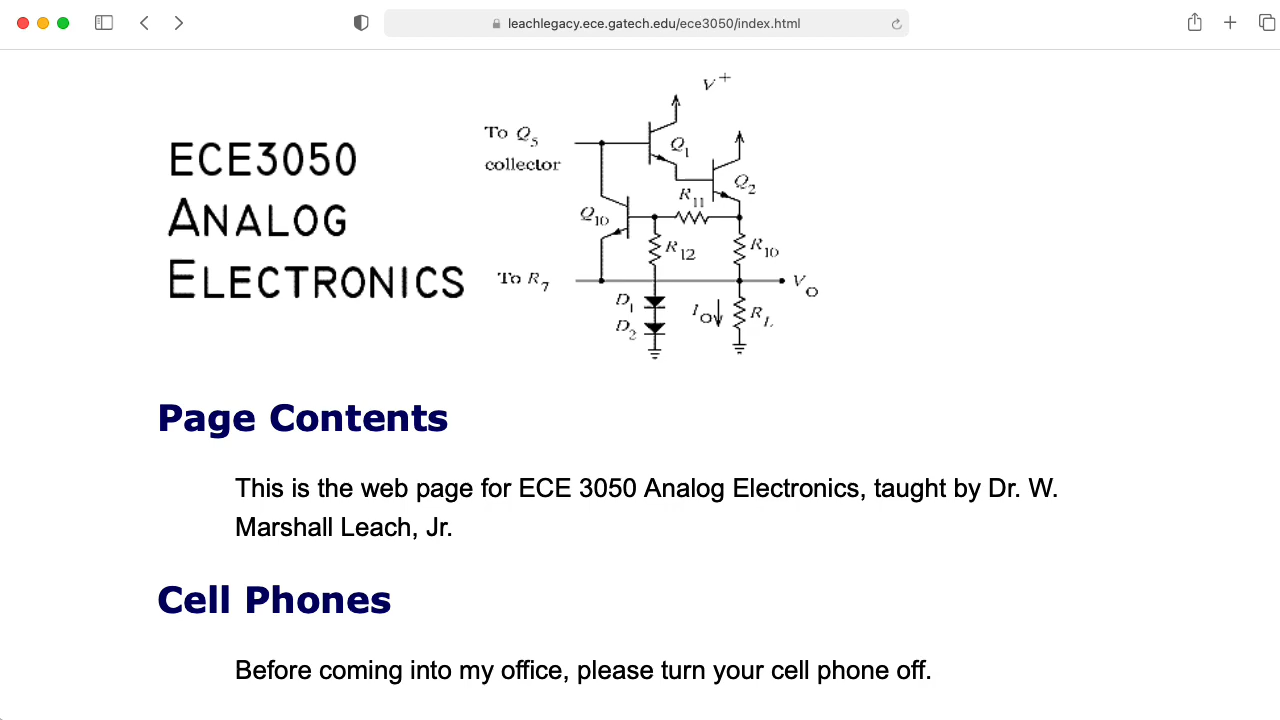 leachlegacy.ece.gatech.edu/ece3050/index.html
ECE3050
ANALOG
ELECTRONICS
V+
To Q5
collector
Q1
Q2
R11
Q10
R12
R10
To R7
VO
D1
IO
RL
D2
Page Contents
This is the web page for ECE 3050 Analog Electronics, taught by Dr. W.
Marshall Leach, Jr.
Cell Phones
Before coming into my office, please turn your cell phone off.